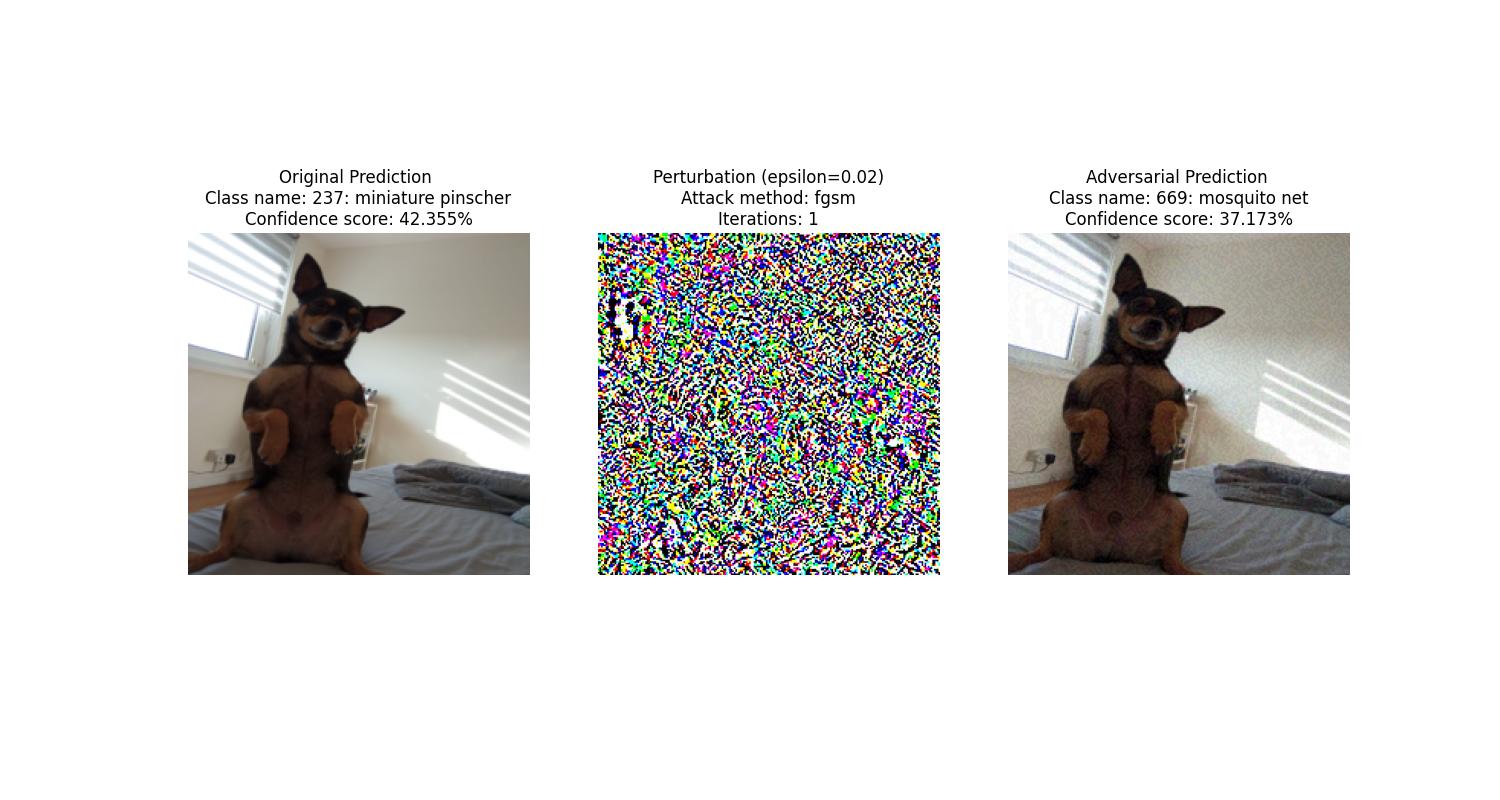 Original Prediction
Class name: 237: miniature pinscher
Confidence score: 42.355%
Perturbation (epsilon=0.02)
Attack method: fgsm
Iterations: 1
Adversarial Prediction
Class name: 669: mosquito net
Confidence score: 37.173%